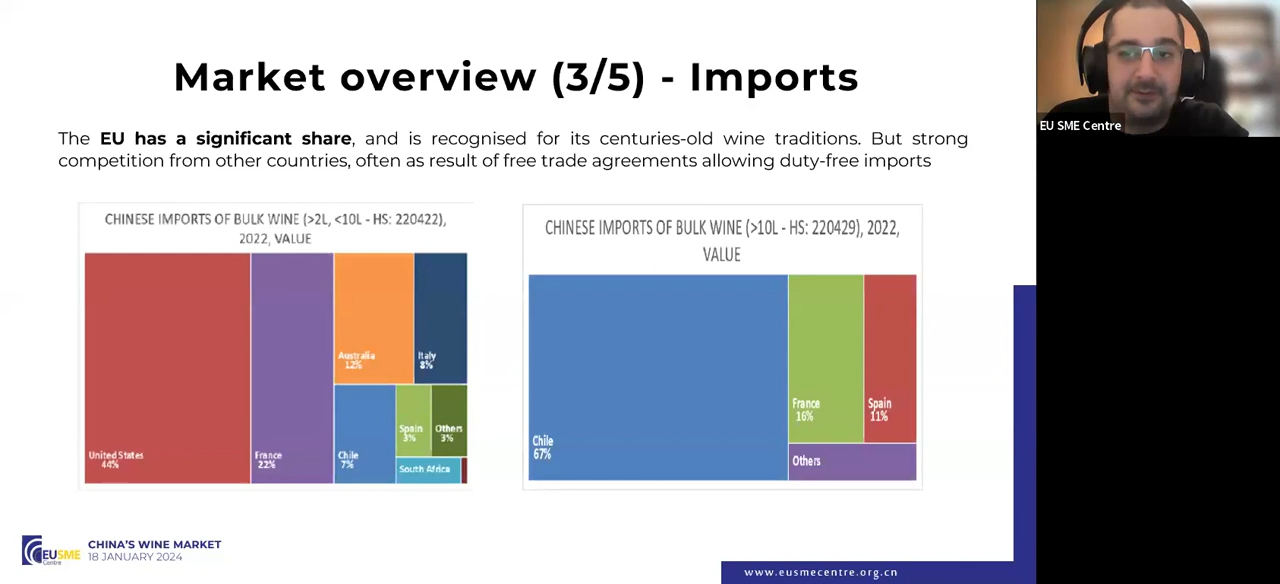 Market overview (3/5) - Imports
The EU has a significant share, and is recognised for its centuries-old wine traditions. But strong
competition from other countries, often as result of free trade agreements allowing duty-free imports
CHINESE IMPORTS OF BULK WINE (>2L, <10L - HS: 220422),
2022, VALUE
United States
44%
France
22%
Australia
12%
Italy
8%
Chile
7%
Spain
3%
Others
3%
South Africa
CHINESE IMPORTS OF BULK WINE (>10L - HS: 220429), 2022,
VALUE
Chile
67%
France
16%
Spain
11%
Others
EU SME Centre
EUSME
Centre
CHINA'S WINE MARKET
18 JANUARY 2024
www.eusmecentre.org.cn